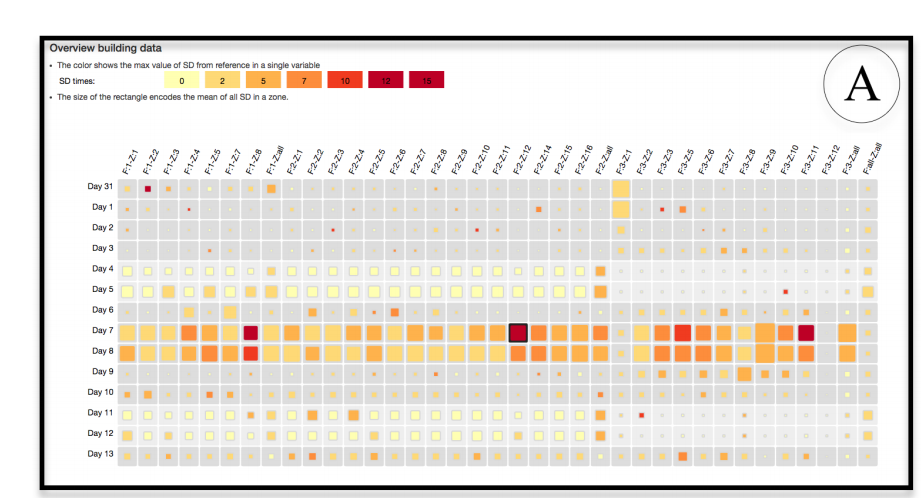 Overview building data
• The color shows the max value of SD from reference in a single variable
SD times: 0 2 5 7 10 12 15
• The size of the rectangle encodes the mean of all SD in a zone.
A
F:1-Z:1 F:1-Z:2 F:1-Z:3 F:1-Z:4 F:1-Z:5 F:1-Z:7 F:1-Z:8 F:1-Z:all F:2-Z:1 F:2-Z:2 F:2-Z:3 F:2-Z:4 F:2-Z:5 F:2-Z:6 F:2-Z:7 F:2-Z:8 F:2-Z:9 F:2-Z:10 F:2-Z:11 F:2-Z:12 F:2-Z:14 F:2-Z:15 F:2-Z:16 F:2-Z:all F:3-Z:1 F:3-Z:2 F:3-Z:3 F:3-Z:5 F:3-Z:6 F:3-Z:7 F:3-Z:8 F:3-Z:9 F:3-Z:10 F:3-Z:11 F:3-Z:12 F:3-Z:all F:all-Z:all
Day 31
Day 1
Day 2
Day 3
Day 4
Day 5
Day 6
Day 7
Day 8
Day 9
Day 10
Day 11
Day 12
Day 13